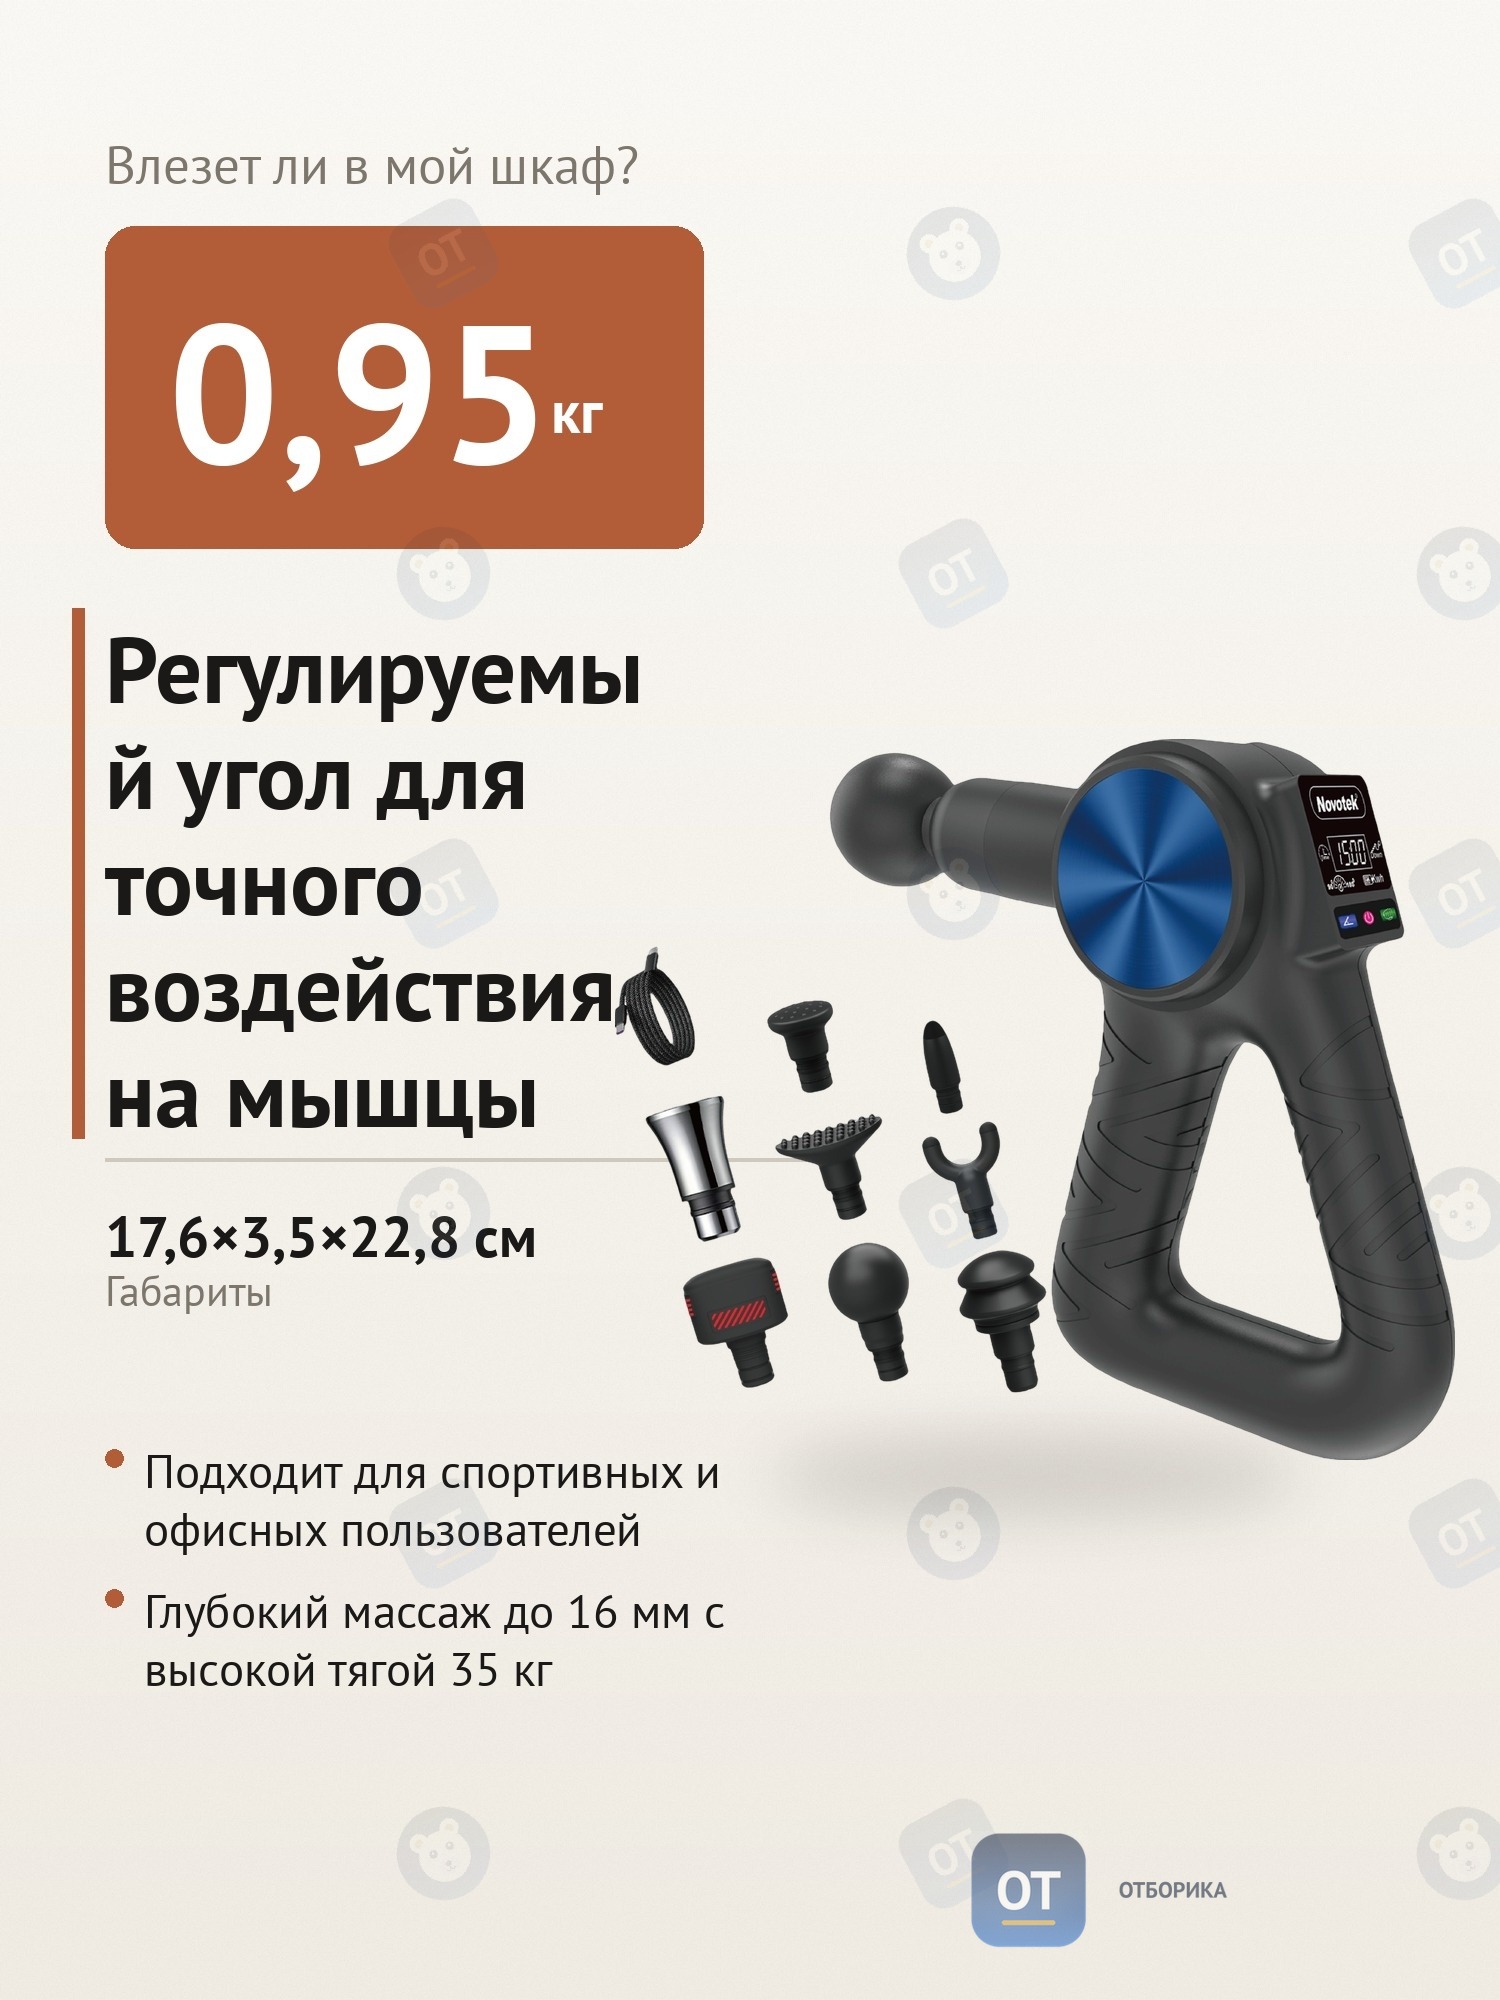 Влезет ли в мой шкаф?
0,95 кг
Регулируемы
й угол для
точного
воздействия
на мышцы
17,6×3,5×22,8 см
Габариты
Подходит для спортивных и
офисных пользователей
Глубокий массаж до 16 мм с
высокой тягой 35 кг
Novotek
1500
ОТ
ОТБОРИКА